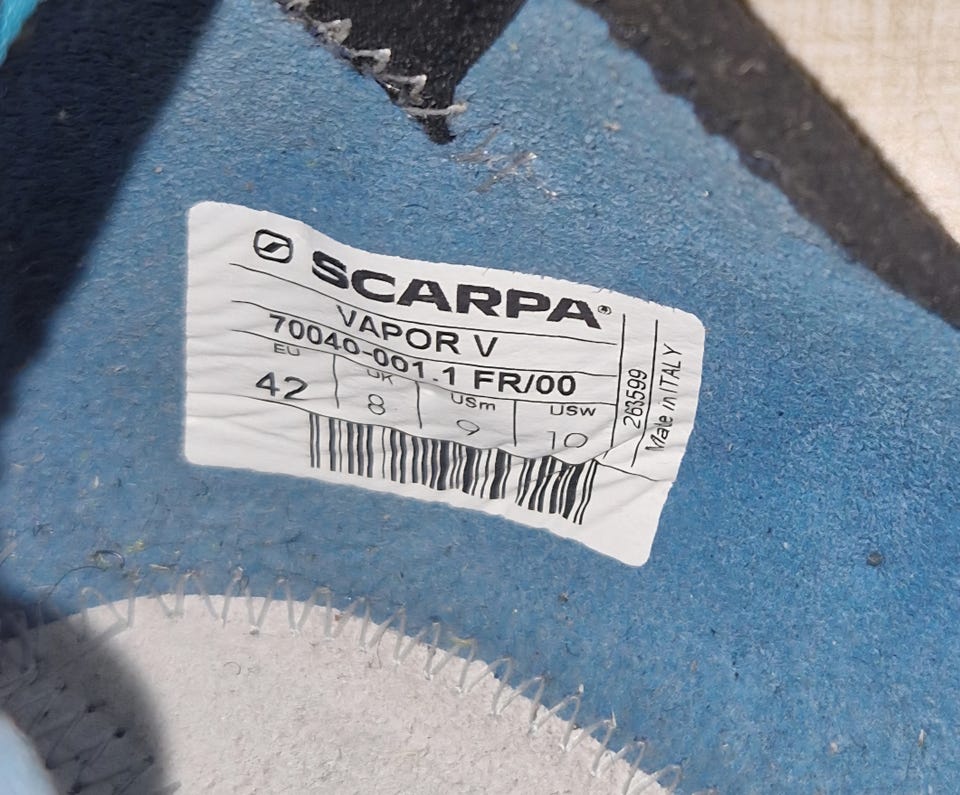 SCARPA®
VAPOR V
70040-001.1 FR/00
EU UK USm USw
42 8 9 10
263599
Made in ITALY